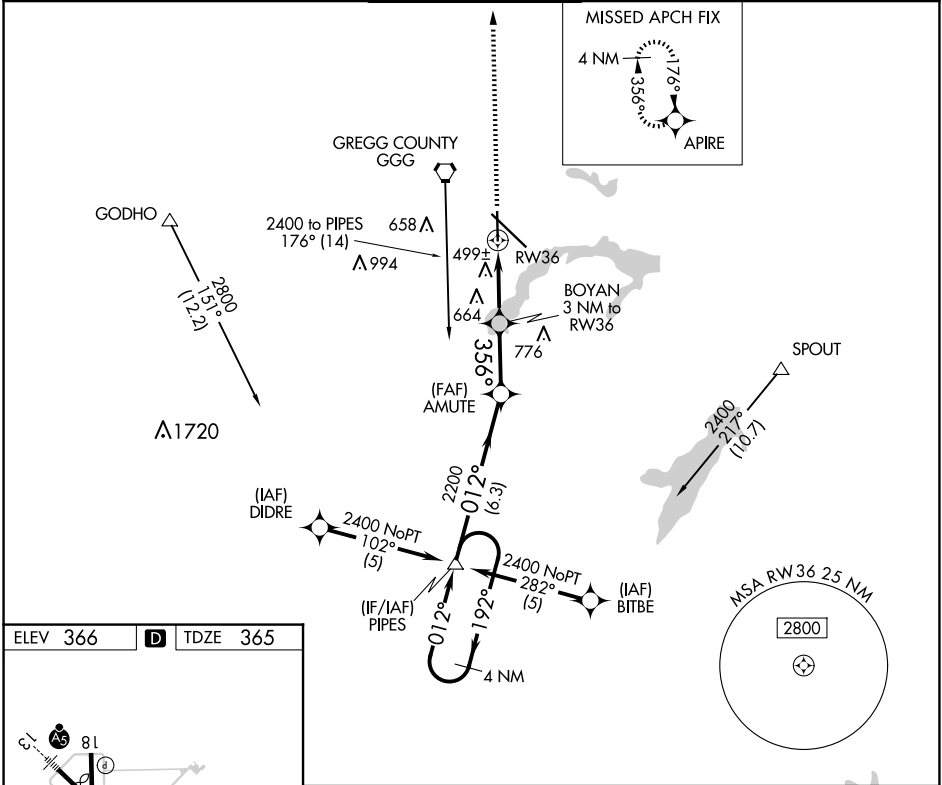 MISSED APCH FIX
4 NM
356°
176°
APIRE
GREGG COUNTY
GGG
GODHO
2400 to PIPES
176° (14)
658
994
499±
RW36
2800
151°
(12.2)
664
BOYAN
3 NM to
RW36
776
SPOUT
356°
(FAF)
AMUTE
2400
217°
(10.7)
1720
2200
012°
(6.3)
(IAF)
DIDRE
2400 NoPT
102°
(5)
2400 NoPT
282°
(5)
(IAF)
BITBE
(IF/IAF)
PIPES
012°
192°
4 NM
MSA RW36 25 NM
2800
ELEV 366
D
TDZE 365
13
A5
18
P